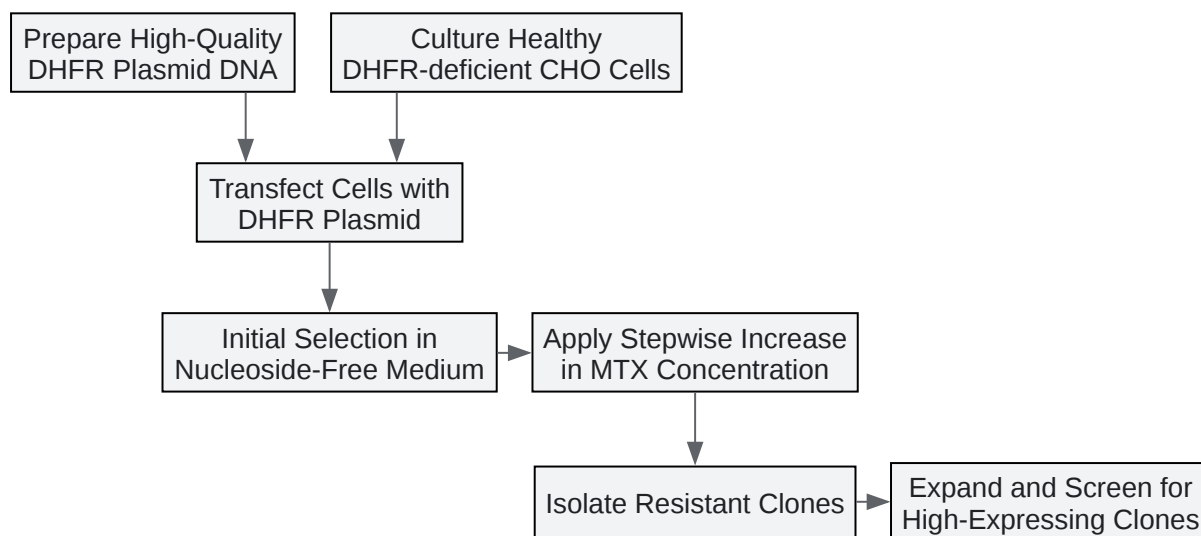 Prepare High-Quality
DHFR Plasmid DNA
Culture Healthy
DHFR-deficient CHO Cells
Transfect Cells with
DHFR Plasmid
Initial Selection in
Nucleoside-Free Medium
Apply Stepwise Increase
in MTX Concentration
Isolate Resistant Clones
Expand and Screen for
High-Expressing Clones